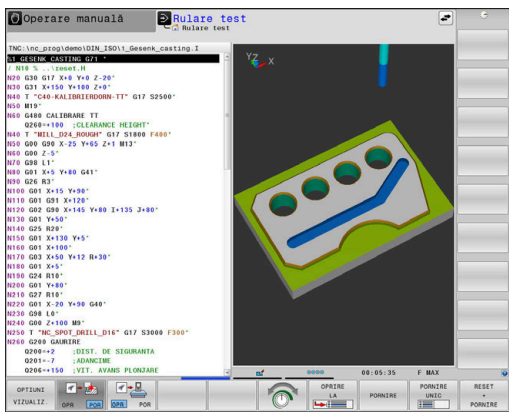 Operare manuală
Rulare test
Rulare test
TNC:\nc_prog\demo\DIN_ISO\1_Gesenk_casting.I
%1_GESENK_CASTING G71 *
/ N10 % ..\reset.H
N20 G30 G17 X+0 Y+0 Z-20*
N30 G31 X+150 Y+100 Z+0*
N40 T "C40-KALIBRIERDORN-TT" G17 S2500*
N50 M19*
N60 G480 CALIBRARE TT
Q260=+100 ;CLEARANCE HEIGHT*
N40 T "MILL_D24_ROUGH" G17 S1800 F400*
N50 G00 G90 X-25 Y+65 Z+1 M13*
N60 G00 Z-5*
N70 G98 L1*
N80 G01 X+5 Y+80 G41*
N90 G26 R3*
N100 G01 X+15 Y+90*
N110 G01 G91 X+120*
N120 G02 G90 X+145 Y+80 I+135 J+80*
N130 G01 Y+50*
N140 G25 R20*
N150 G01 X+130 Y+5*
N160 G01 X+100*
N170 G03 X+50 Y+12 R+30*
N180 G01 X+5*
N190 G24 R10*
N200 G01 Y+80*
N210 G27 R10*
N220 G01 X-20 Y+90 G40*
N230 G98 L0*
N240 G00 Z+100 M9*
N250 T "NC_SPOT_DRILL_D16" G17 S3000 F300*
N260 G200 GAURIRE
Q200=+2 ;DIST. DE SIGURANTA
Q201=-7 ;ADANCIME
Q206=+150 ;VIT. AVANS PLONJARE
YZ
X
00:05:35 F MAX
OPTIUNI
VIZUALIZ.
OPR POR
OPR POR
OPRIRE
LA
PORNIRE
PORNIRE
UNIC
RESET
+
PORNIRE